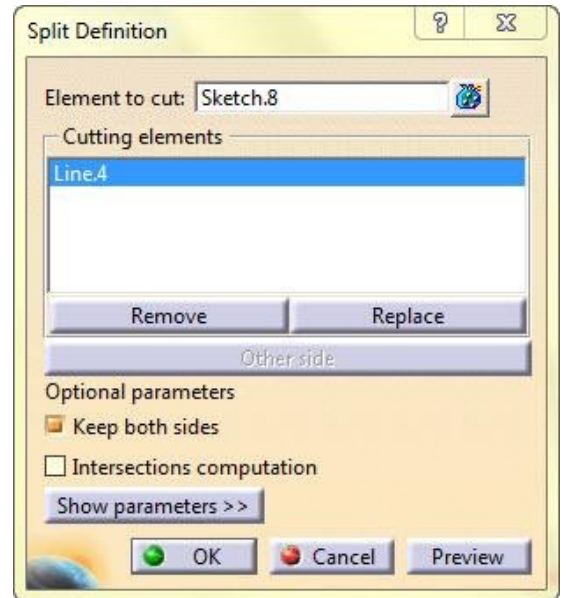 Split Definition
Element to cut: Sketch.8
Cutting elements
Line.4
Remove Replace
Other side
Optional parameters
Keep both sides
Intersections computation
Show parameters >>
OK Cancel Preview